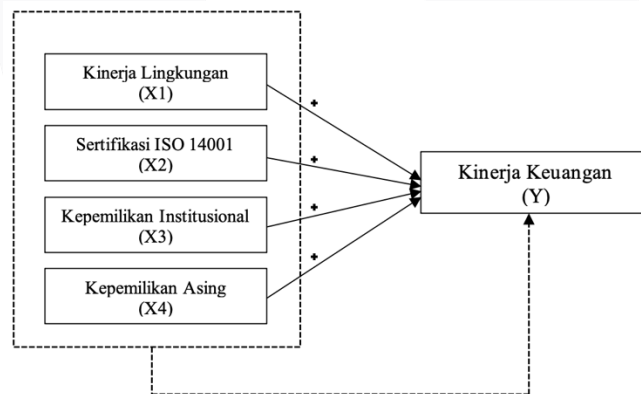 Kinerja Lingkungan
(X1)
+
Sertifikasi ISO 14001
(X2)
+
Kinerja Keuangan
(Y)
Kepemilikan Institusional
(X3)
+
Kepemilikan Asing
(X4)
+